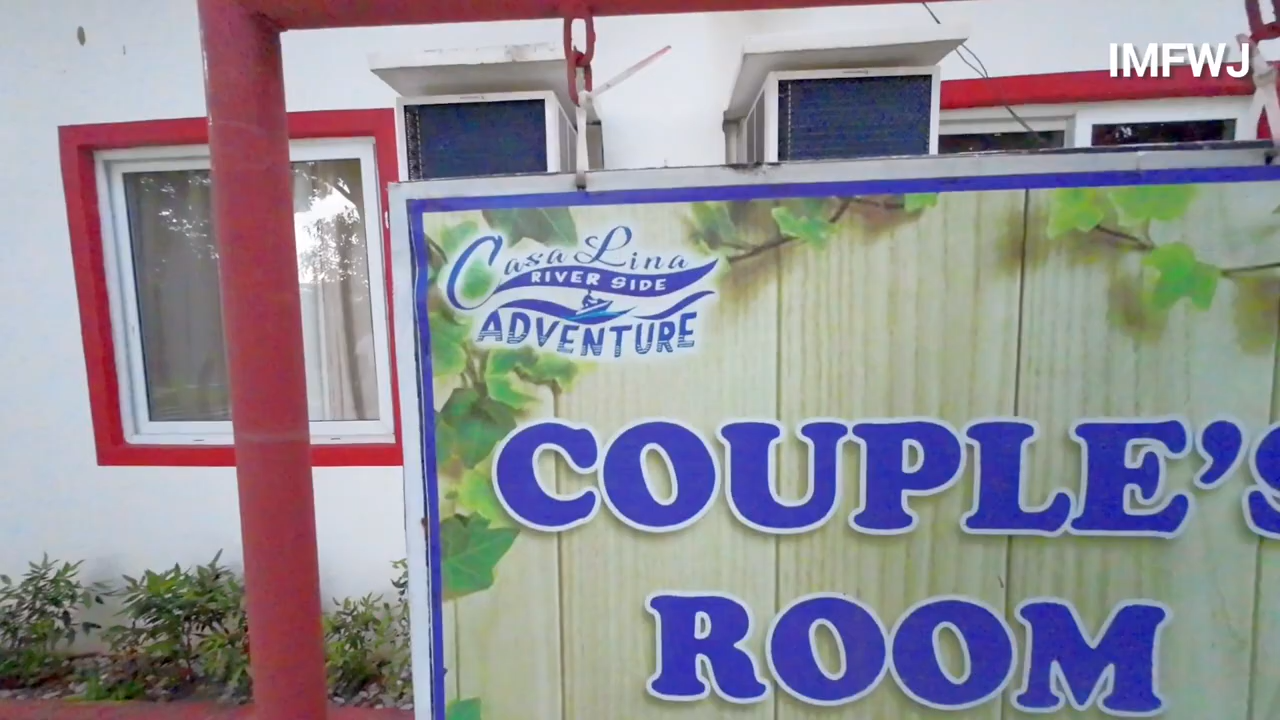 IMFWJ
Casa Lina
RIVER SIDE
ADVENTURE
COUPLE'S
ROOM